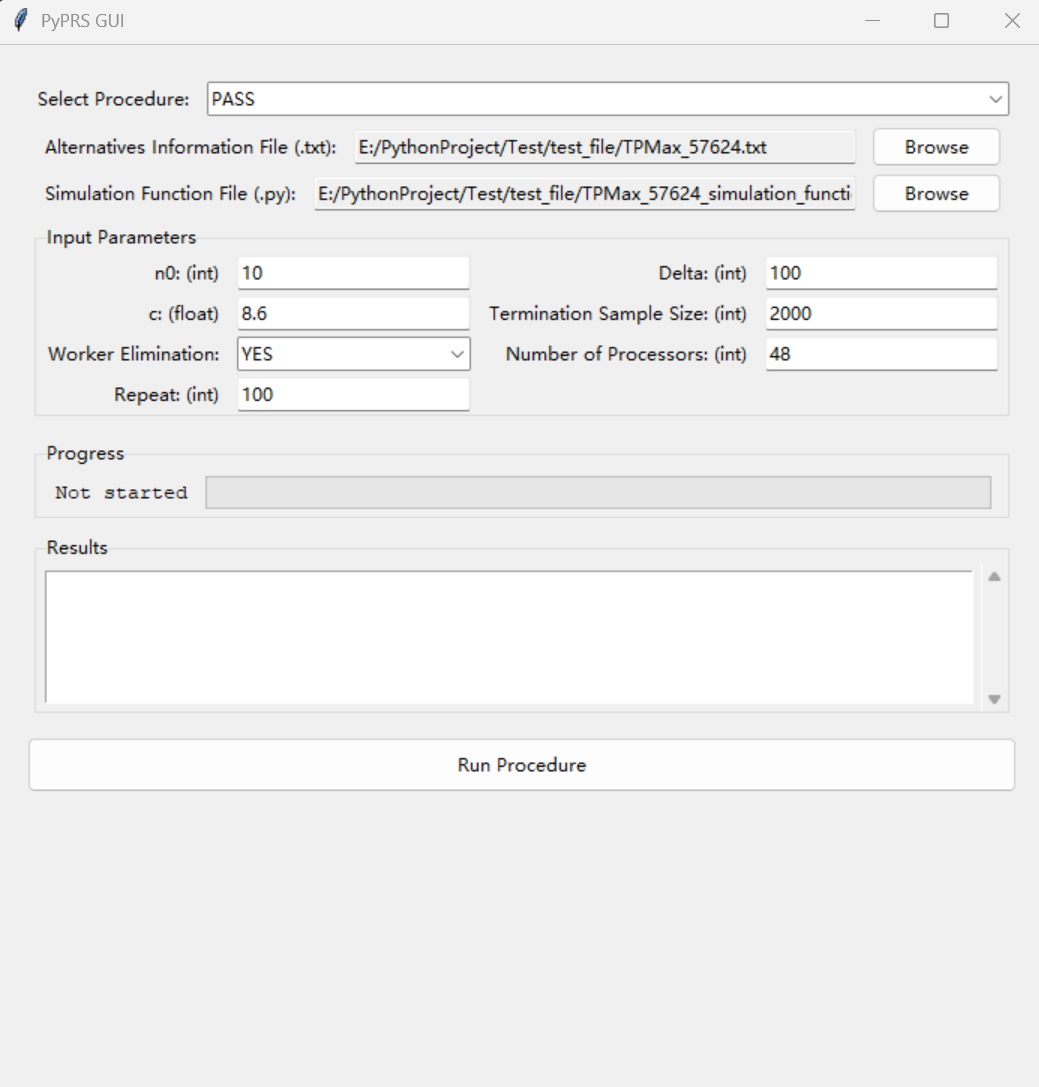 PyPRS GUI
Select Procedure: PASS
Alternatives Information File (.txt): E:/PythonProject/Test/test_file/TPMax_57624.txt Browse
Simulation Function File (.py): E:/PythonProject/Test/test_file/TPMax_57624_simulation_functi Browse
Input Parameters
n0: (int) 10 Delta: (int) 100
c: (float) 8.6 Termination Sample Size: (int) 2000
Worker Elimination: YES Number of Processors: (int) 48
Repeat: (int) 100
Progress
Not started
Results
Run Procedure